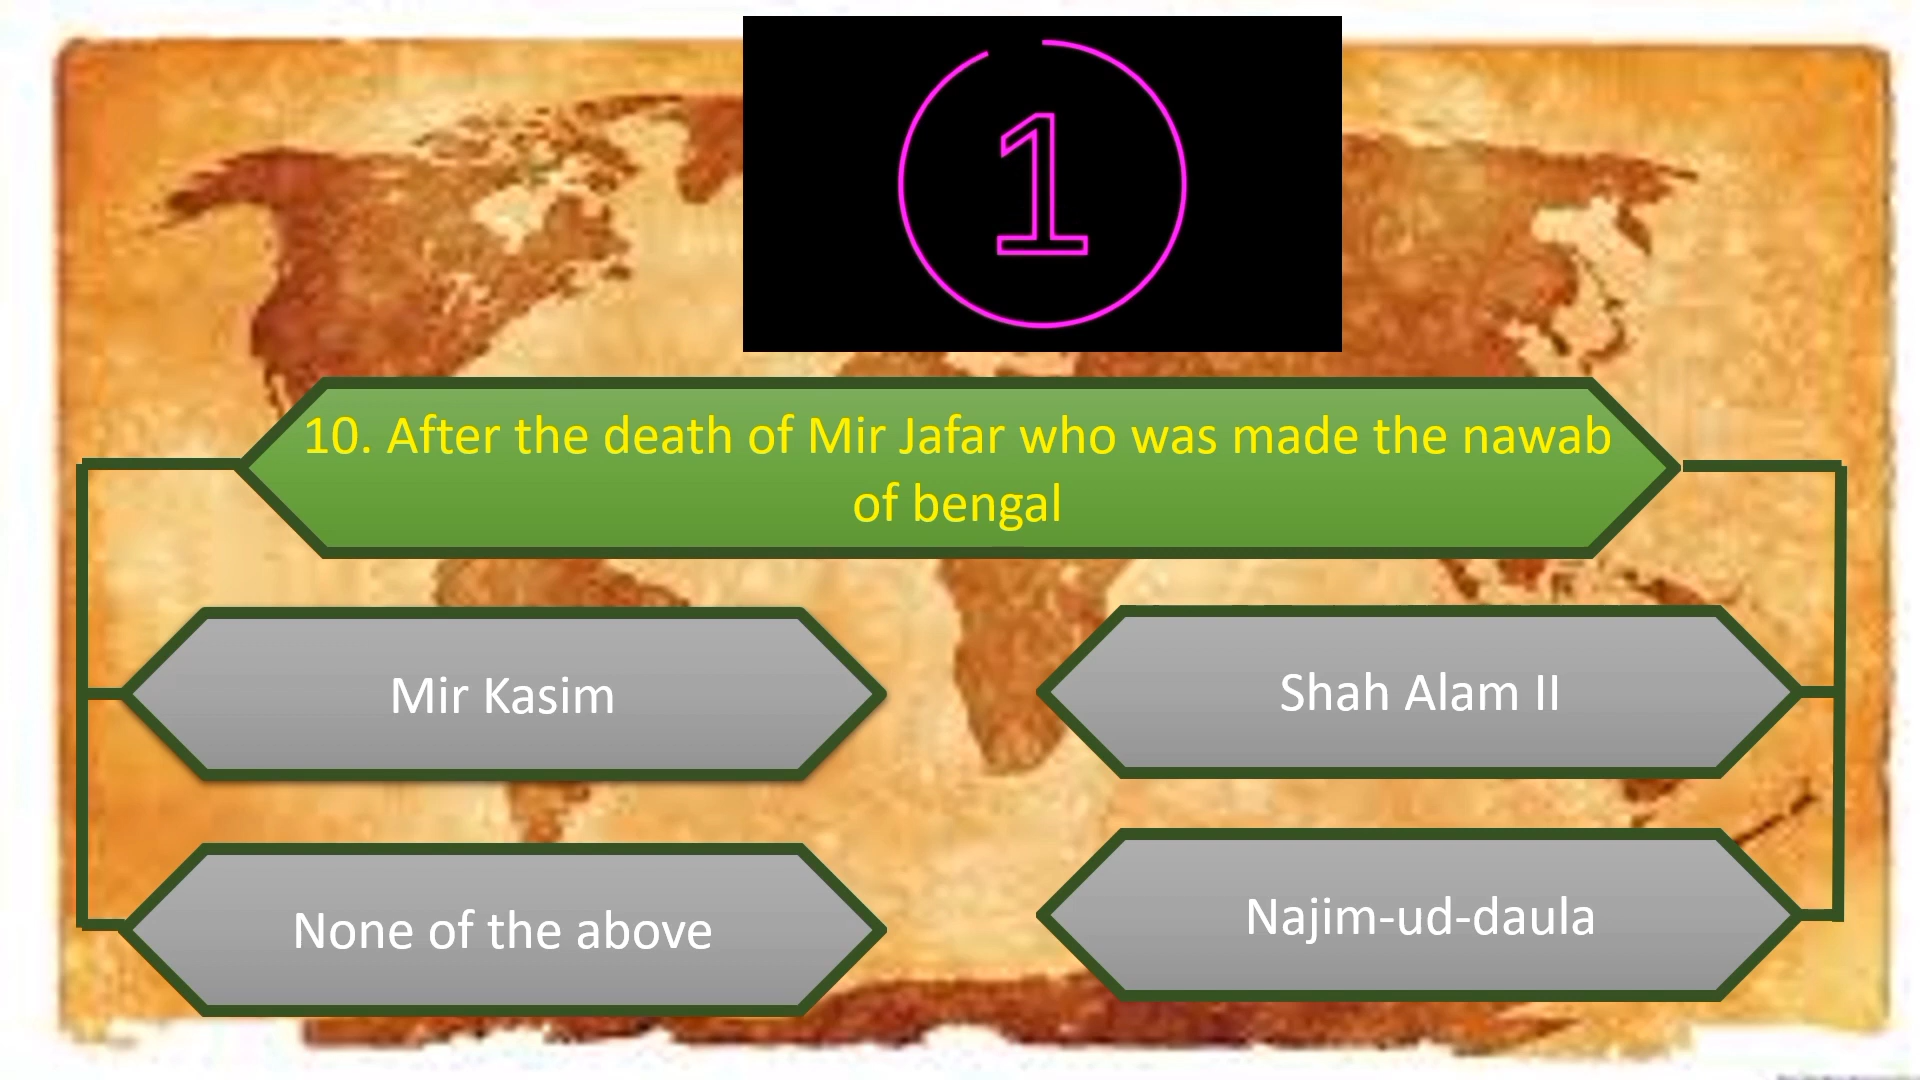 1
10. After the death of Mir Jafar who was made the nawab
of bengal
Mir Kasim
Shah Alam II
None of the above
Najim-ud-daula